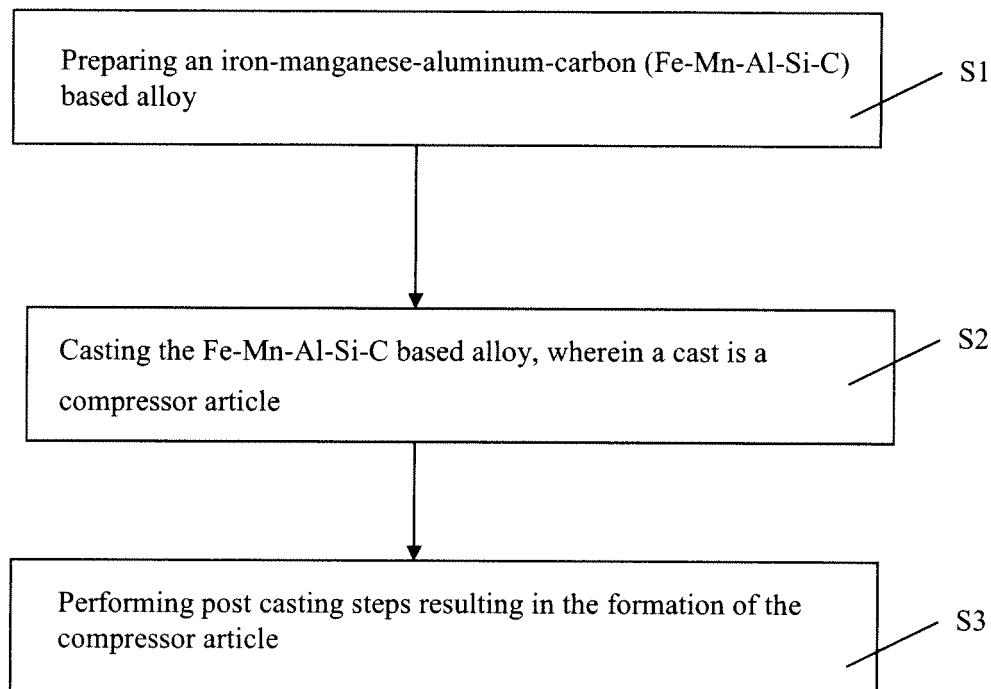 Preparing an iron-manganese-aluminum-carbon (Fe-Mn-Al-Si-C)
based alloy
S1
Casting the Fe-Mn-Al-Si-C based alloy, wherein a cast is a
compressor article
S2
Performing post casting steps resulting in the formation of the
compressor article
S3